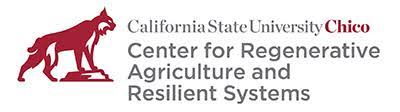 California State University Chico
Center for Regenerative
Agriculture and
Resilient Systems